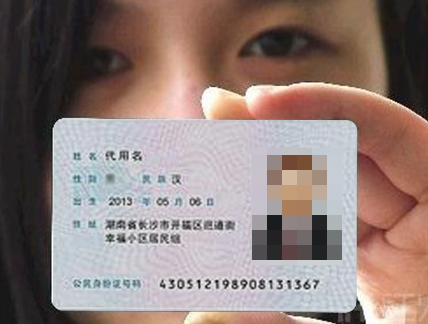 姓名 代用名
性别 民族 汉
出生 2013 年 05 月 06 日
住址 湖南省长沙市开福区巡道街
幸福小区居民组
公民身份证号码 430512198908131367